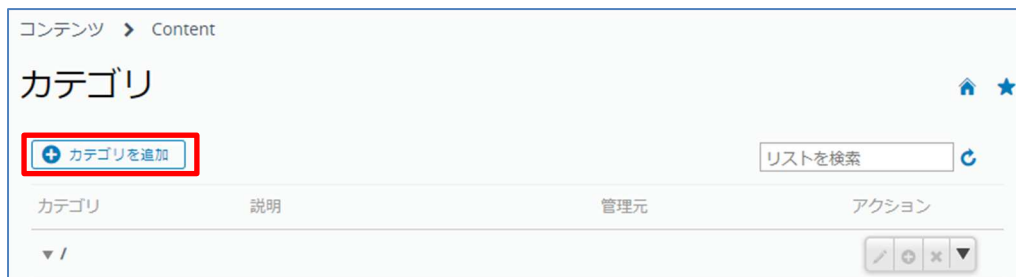 コンテンツ > Content
カテゴリ
カテゴリを追加
リストを検索
カテゴリ 説明 管理元 アクション
/